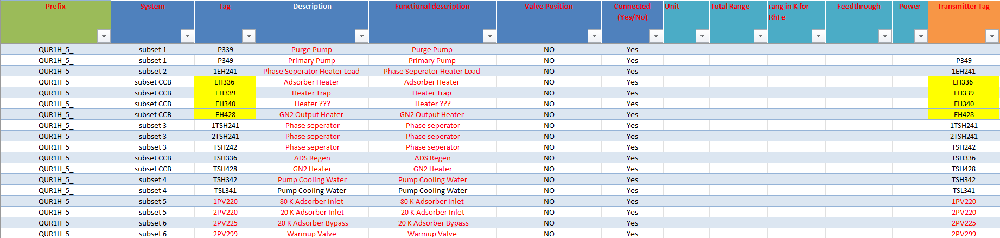 Prefix System Tag Description Functional description Valve Position Connected (Yes/No) Unit Total Range rang in K for RhFe Feedthrough Power Transmitter Tag
QUR1H_5_ subset 1 P339 Purge Pump Purge Pump NO Yes
QUR1H_5_ subset 1 P349 Primary Pump Primary Pump NO Yes P349
QUR1H_5_ subset 2 1EH241 Phase Seperator Heater Load Phase Seperator Heater Load NO Yes 1EH241
QUR1H_5_ subset CCB EH336 Adsorber Heater Adsorber Heater NO Yes EH336
QUR1H_5_ subset CCB EH339 Heater Trap Heater Trap NO Yes EH339
QUR1H_5_ subset CCB EH340 Heater ??? Heater ??? NO Yes EH340
QUR1H_5_ subset CCB EH428 GN2 Output Heater GN2 Output Heater NO Yes EH428
QUR1H_5_ subset 3 1TSH241 Phase seperator Phase seperator NO Yes 1TSH241
QUR1H_5_ subset 3 2TSH241 Phase seperator Phase seperator NO Yes 2TSH241
QUR1H_5_ subset 3 TSH242 Phase seperator Phase seperator NO Yes TSH242
QUR1H_5_ subset CCB TSH336 ADS Regen ADS Regen NO Yes TSH336
QUR1H_5_ subset CCB TSH428 GN2 Heater GN2 Heater NO Yes TSH428
QUR1H_5_ subset 4 TSH342 Pump Cooling Water Pump Cooling Water NO Yes TSH342
QUR1H_5_ subset 4 TSL341 Pump Cooling Water Pump Cooling Water NO Yes TSL341
QUR1H_5_ subset 5 1PV220 80 K Adsorber Inlet 80 K Adsorber Inlet NO Yes 1PV220
QUR1H_5_ subset 5 2PV220 20 K Adsorber Inlet 20 K Adsorber Inlet NO Yes 2PV220
QUR1H_5_ subset 6 2PV225 20 K Adsorber Bypass 20 K Adsorber Bypass NO Yes 2PV225
QUR1H_5 subset 6 2PV299 Warmup Valve Warmup Valve NO Yes 2PV299